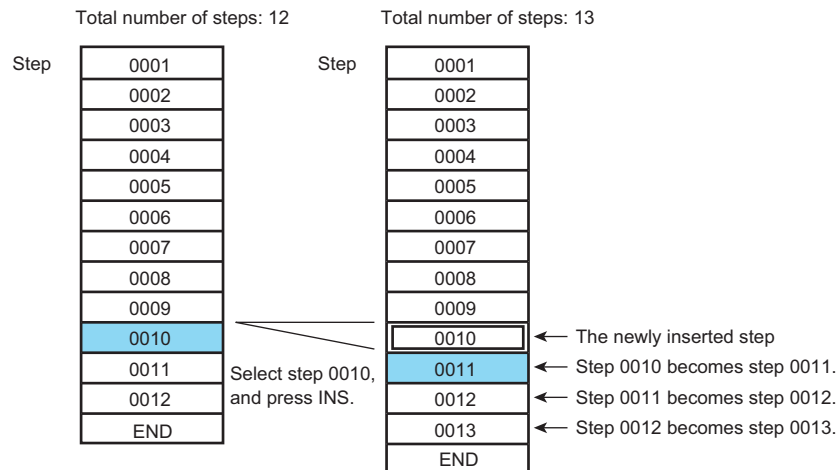 Total number of steps: 12
Step
0001
0002
0003
0004
0005
0006
0007
0008
0009
0010
0011
0012
END
Select step 0010,
and press INS.
Total number of steps: 13
Step
0001
0002
0003
0004
0005
0006
0007
0008
0009
0010
The newly inserted step
0011
Step 0010 becomes step 0011.
0012
Step 0011 becomes step 0012.
0013
Step 0012 becomes step 0013.
END